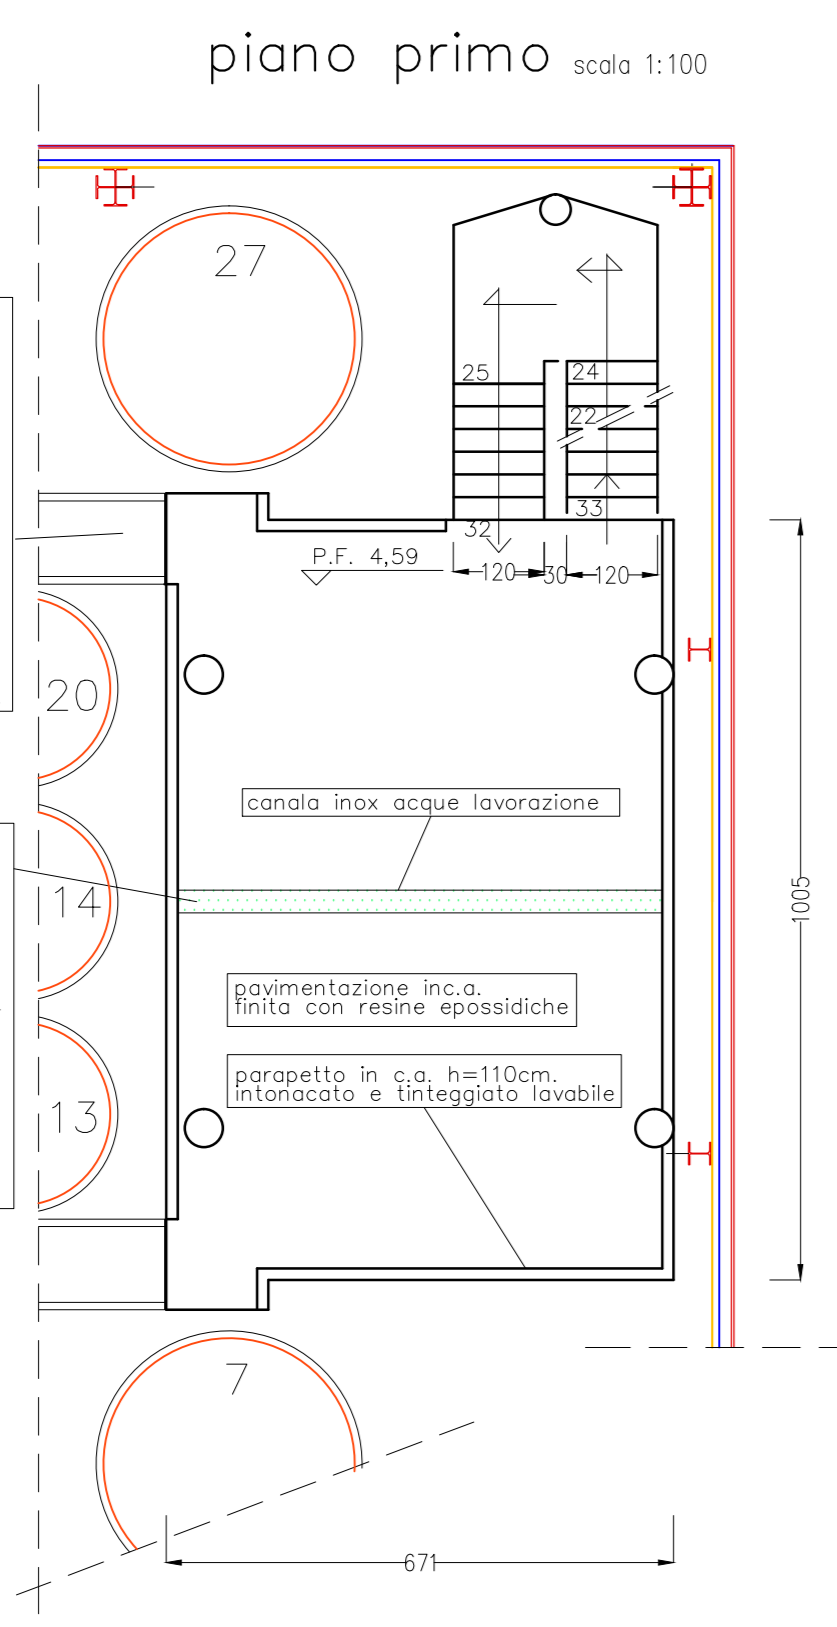 piano primo scala 1:100
27
25
24
22
33
32
P.F. 4,59
120 30 120
20
canala inox acque lavorazione
14
1005
pavimentazione inc.a.
finita con resine epossidiche
parapetto in c.a. h=110cm.
intonacato e tinteggiato lavabile
13
7
671